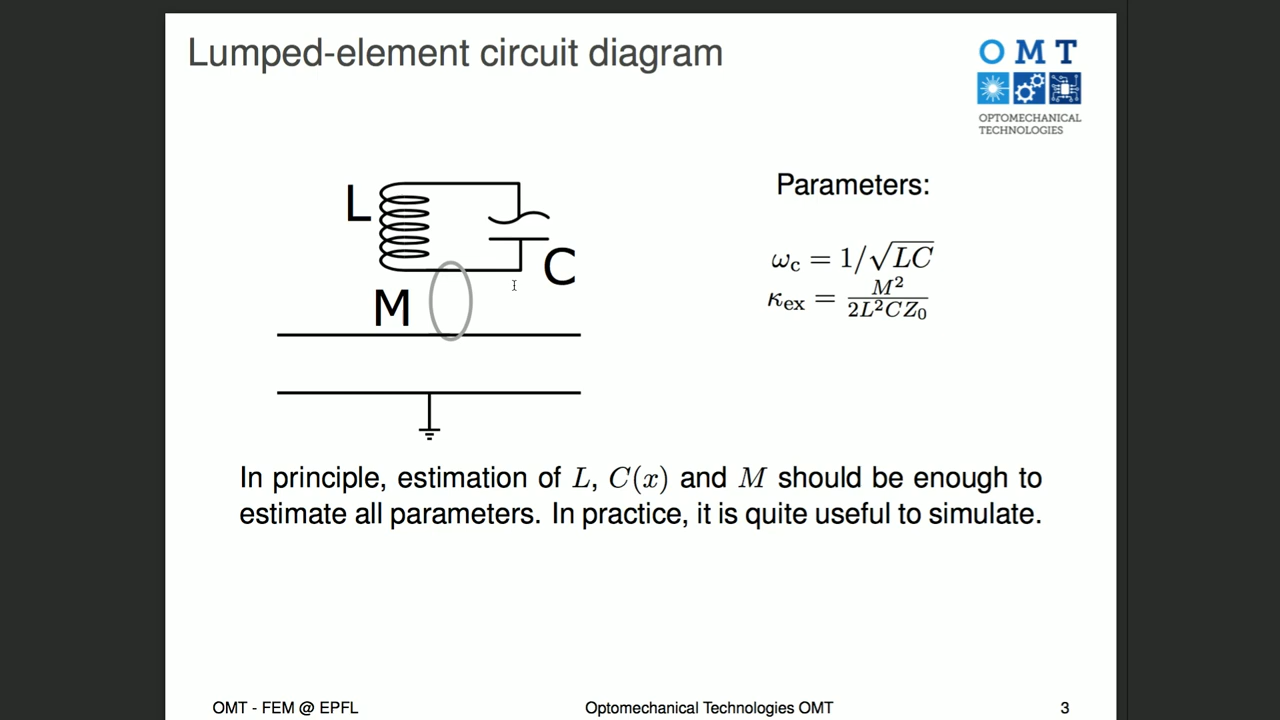 Lumped-element circuit diagram
O M T
OPTOMECHANICAL
TECHNOLOGIES
L
C
M
Parameters:
ω_c = 1/√(LC)
κ_ex = M²/(2L²CZ₀)
In principle, estimation of L, C(x) and M should be enough to
estimate all parameters. In practice, it is quite useful to simulate.
OMT - FEM @ EPFL
Optomechanical Technologies OMT
3